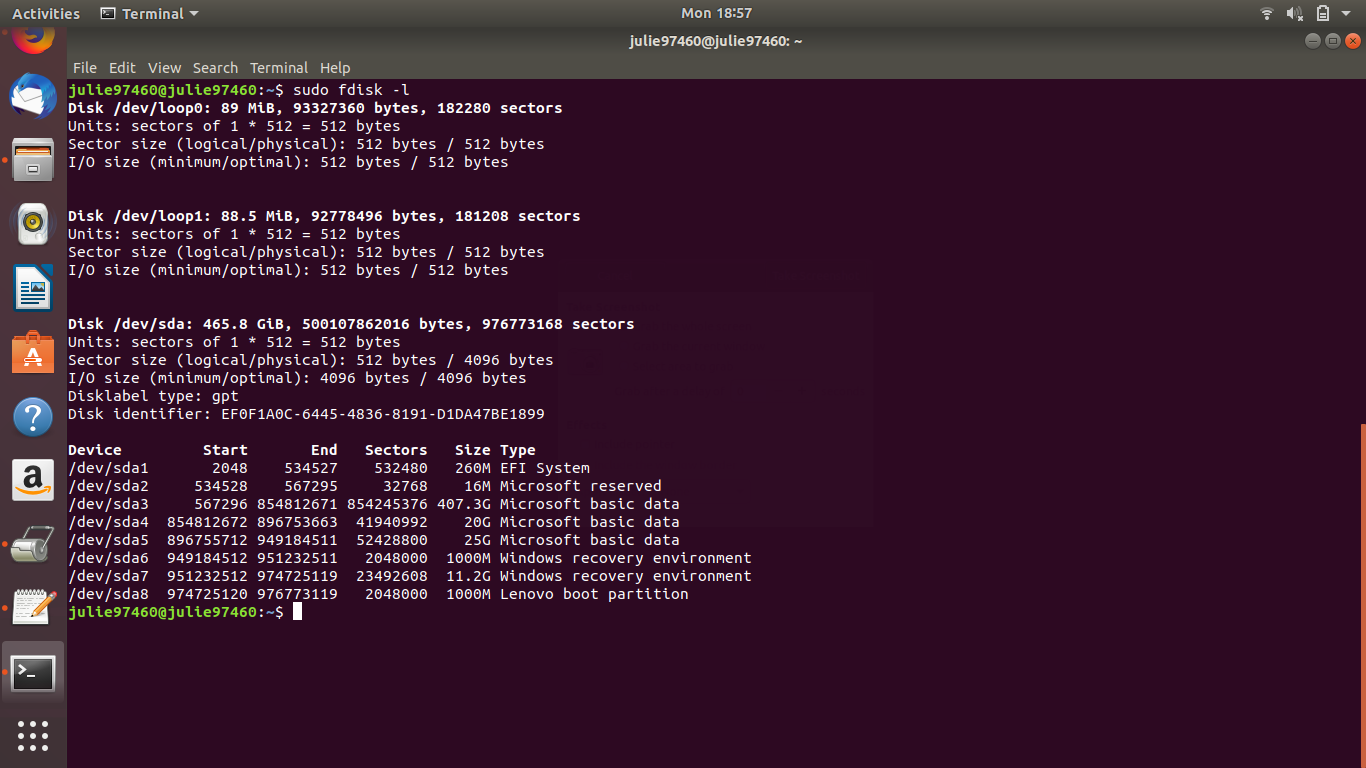 Activities Terminal Mon 18:57
julie97460@julie97460: ~
File Edit View Search Terminal Help
julie97460@julie97460:~$ sudo fdisk -l
Disk /dev/loop0: 89 MiB, 93327360 bytes, 182280 sectors
Units: sectors of 1 * 512 = 512 bytes
Sector size (logical/physical): 512 bytes / 512 bytes
I/O size (minimum/optimal): 512 bytes / 512 bytes
Disk /dev/loop1: 88.5 MiB, 92778496 bytes, 181208 sectors
Units: sectors of 1 * 512 = 512 bytes
Sector size (logical/physical): 512 bytes / 512 bytes
I/O size (minimum/optimal): 512 bytes / 512 bytes
Disk /dev/sda: 465.8 GiB, 500107862016 bytes, 976773168 sectors
Units: sectors of 1 * 512 = 512 bytes
Sector size (logical/physical): 512 bytes / 4096 bytes
I/O size (minimum/optimal): 4096 bytes / 4096 bytes
Disklabel type: gpt
Disk identifier: EF0F1A0C-6445-4836-8191-D1DA47BE1899
Device Start End Sectors Size Type
/dev/sda1 2048 534527 532480 260M EFI System
/dev/sda2 534528 567295 32768 16M Microsoft reserved
/dev/sda3 567296 854812671 854245376 407.3G Microsoft basic data
/dev/sda4 854812672 896753663 41940992 20G Microsoft basic data
/dev/sda5 896755712 949184511 52428800 25G Microsoft basic data
/dev/sda6 949184512 951232511 2048000 1000M Windows recovery environment
/dev/sda7 951232512 974725119 23492608 11.2G Windows recovery environment
/dev/sda8 974725120 976773119 2048000 1000M Lenovo boot partition
julie97460@julie97460:~$